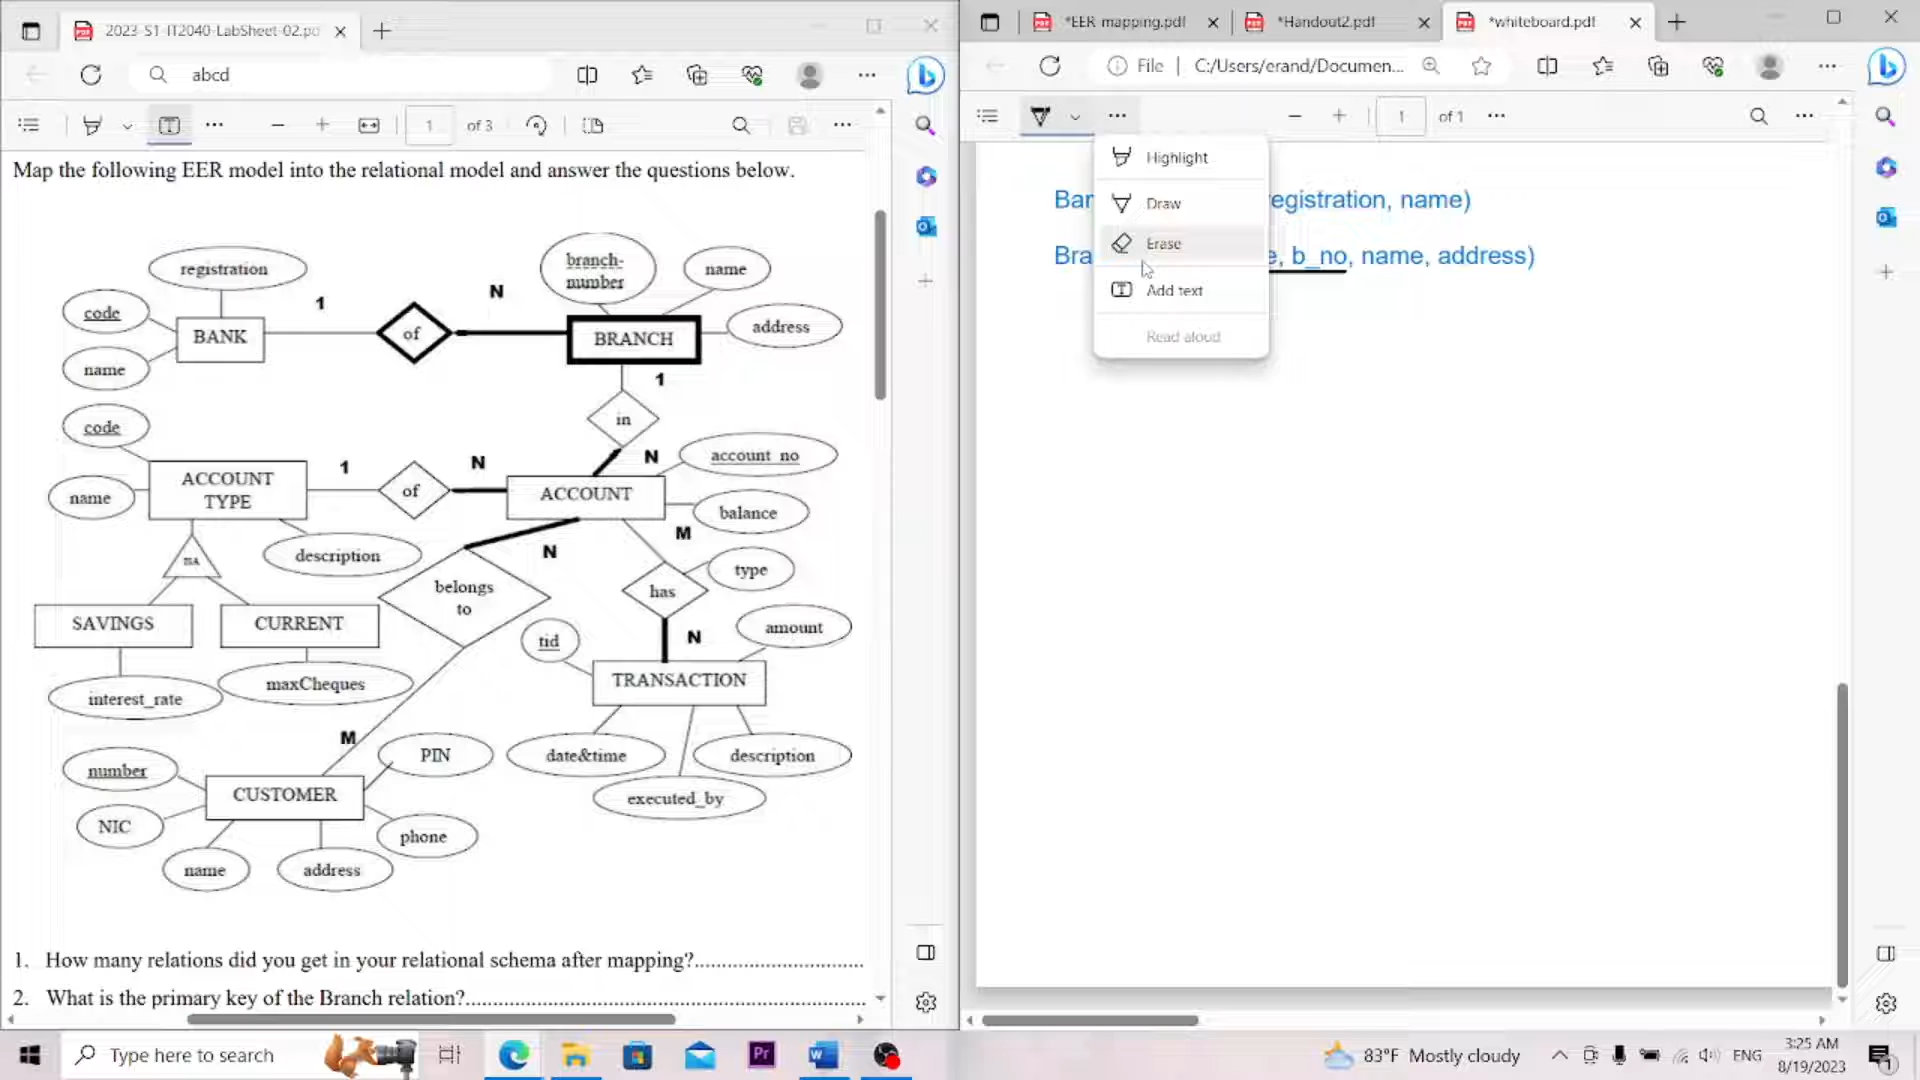 2023-S1-IT2040-LabSheet-02.pd
abcd
1
of 3
Map the following EER model into the relational model and answer the questions below.
registration
code
BANK
name
1
of
N
branch-
number
name
BRANCH
address
1
in
N
code
ACCOUNT
TYPE
name
description
1
of
N
ACCOUNT
account_no
balance
M
type
has
N
amount
ISA
SAVINGS
CURRENT
interest_rate
maxCheques
belongs
to
N
tid
TRANSACTION
date&time
description
executed_by
M
number
CUSTOMER
PIN
NIC
name
address
phone
1. How many relations did you get in your relational schema after mapping?
2. What is the primary key of the Branch relation?
*EER mapping.pdf
*Handout2.pdf
*whiteboard.pdf
File
C:/Users/erand/Documen...
1
of 1
Highlight
Draw
Erase
Add text
Read aloud
Ban
egistration, name)
Bra
e, b_no, name, address)
Type here to search
Pr
83°F Mostly cloudy
ENG
3:25 AM
8/19/2023
1